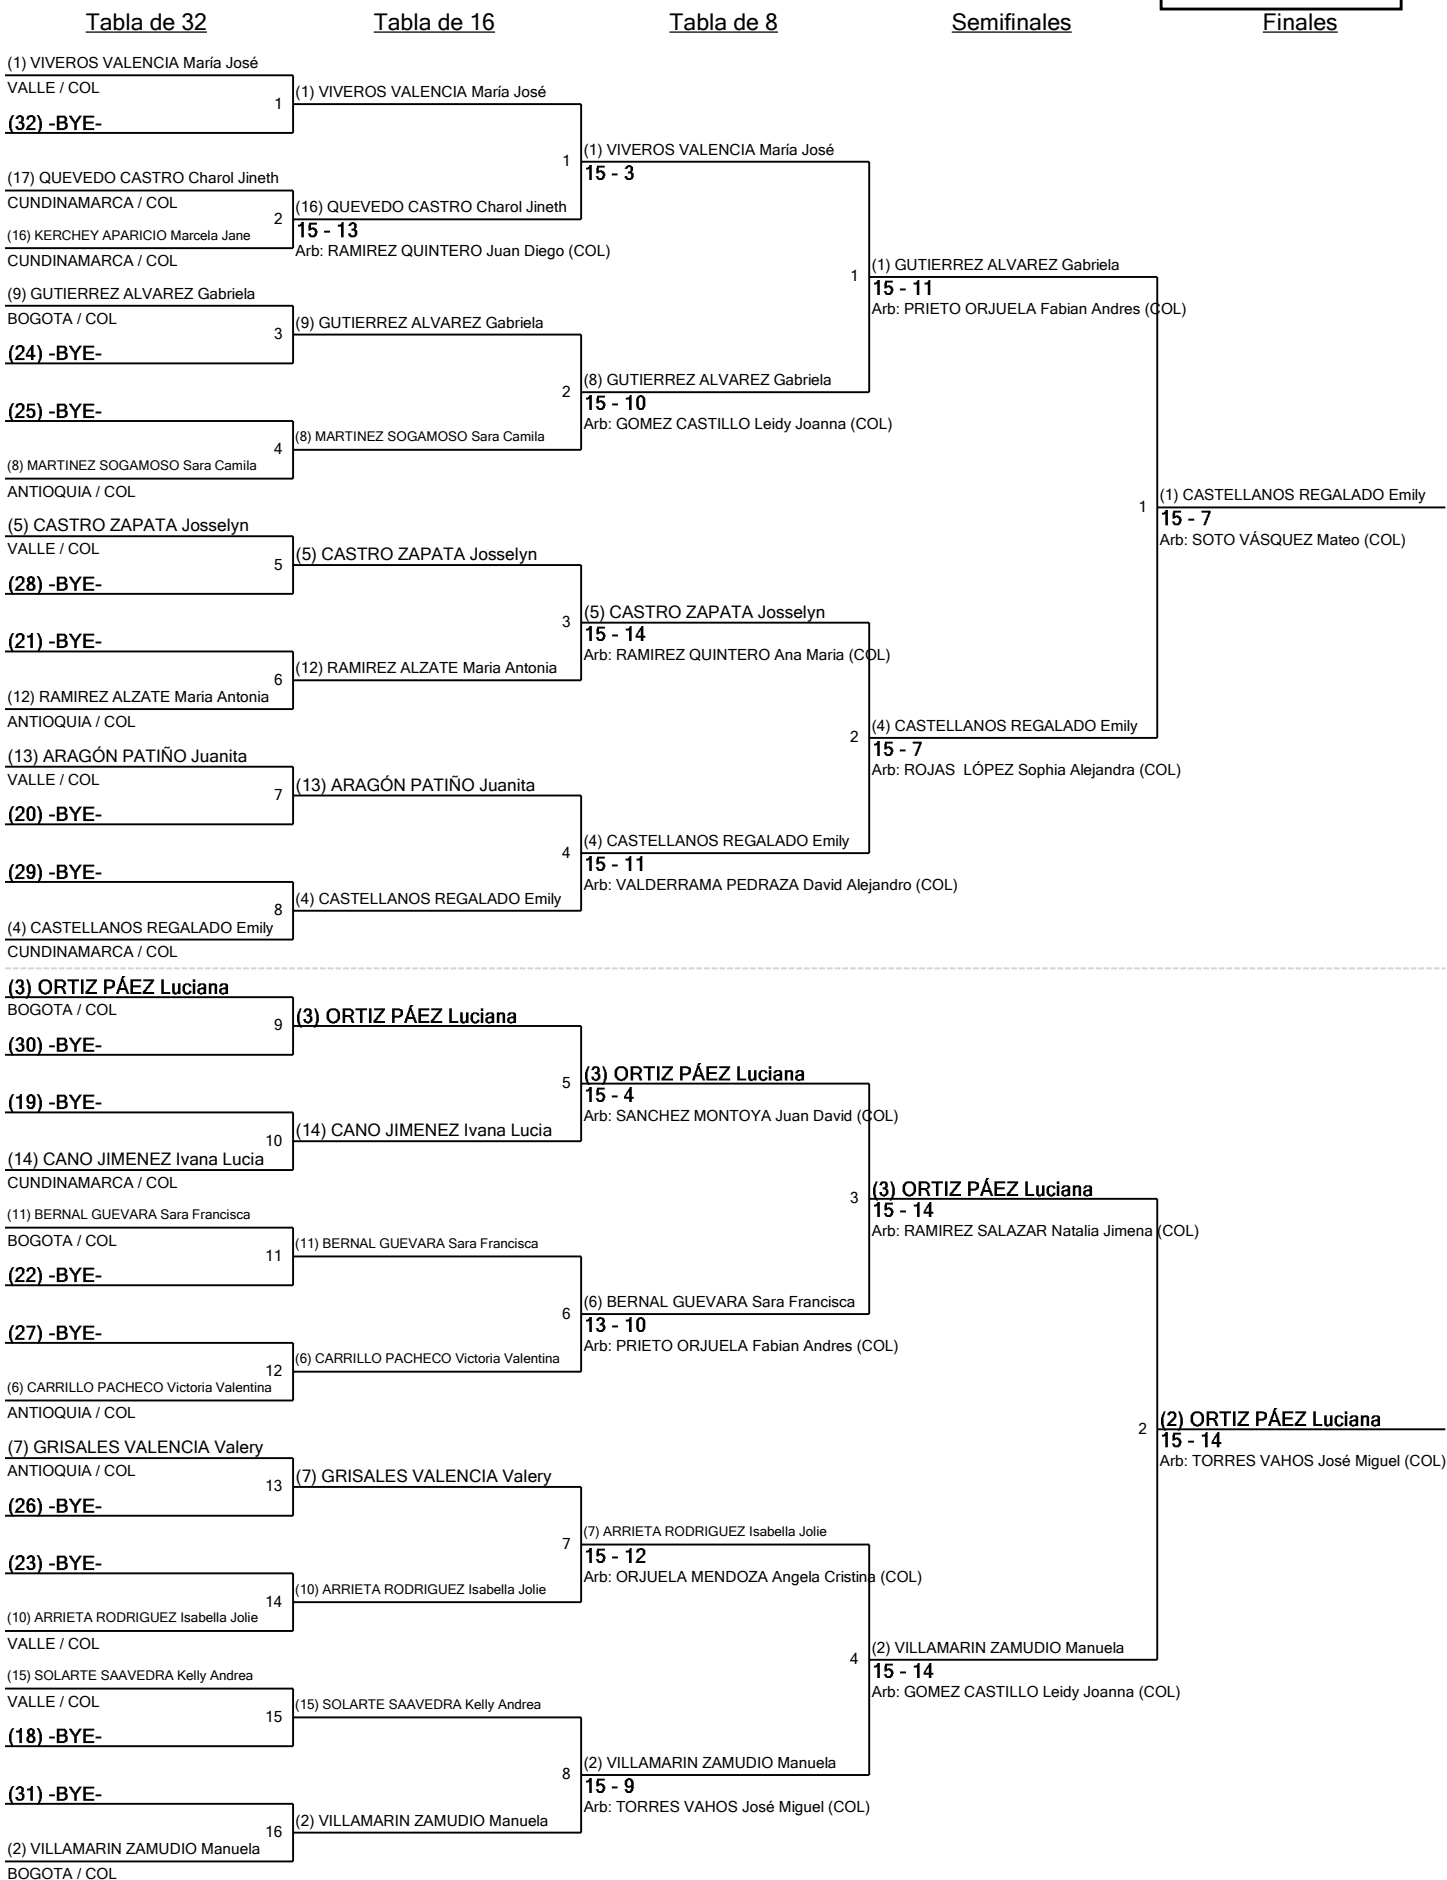 Tabla de 32
Tabla de 16
Tabla de 8
Semifinales
Finales
(1) VIVEROS VALENCIA María José
VALLE / COL
1
(32) -BYE-
(17) QUEVEDO CASTRO Charol Jineth
CUNDINAMARCA / COL
2
(16) KERCHEY APARICIO Marcela Jane
CUNDINAMARCA / COL
(9) GUTIERREZ ALVAREZ Gabriela
BOGOTA / COL
3
(24) -BYE-
(25) -BYE-
4
(8) MARTINEZ SOGAMOSO Sara Camila
ANTIOQUIA / COL
(5) CASTRO ZAPATA Josselyn
VALLE / COL
5
(28) -BYE-
(21) -BYE-
6
(12) RAMIREZ ALZATE Maria Antonia
ANTIOQUIA / COL
(13) ARAGÓN PATIÑO Juanita
VALLE / COL
7
(20) -BYE-
(29) -BYE-
8
(4) CASTELLANOS REGALADO Emily
CUNDINAMARCA / COL
(3) ORTIZ PÁEZ Luciana
BOGOTA / COL
9
(30) -BYE-
(19) -BYE-
10
(14) CANO JIMENEZ Ivana Lucia
CUNDINAMARCA / COL
(11) BERNAL GUEVARA Sara Francisca
BOGOTA / COL
11
(22) -BYE-
(27) -BYE-
12
(6) CARRILLO PACHECO Victoria Valentina
ANTIOQUIA / COL
(7) GRISALES VALENCIA Valery
ANTIOQUIA / COL
13
(26) -BYE-
(23) -BYE-
14
(10) ARRIETA RODRIGUEZ Isabella Jolie
VALLE / COL
(15) SOLARTE SAAVEDRA Kelly Andrea
VALLE / COL
15
(18) -BYE-
(31) -BYE-
16
(2) VILLAMARIN ZAMUDIO Manuela
BOGOTA / COL
(1) VIVEROS VALENCIA María José
1
(16) QUEVEDO CASTRO Charol Jineth
15 - 13
Arb: RAMIREZ QUINTERO Juan Diego (COL)
(9) GUTIERREZ ALVAREZ Gabriela
2
(8) MARTINEZ SOGAMOSO Sara Camila
(5) CASTRO ZAPATA Josselyn
3
(12) RAMIREZ ALZATE Maria Antonia
(13) ARAGÓN PATIÑO Juanita
4
(4) CASTELLANOS REGALADO Emily
(3) ORTIZ PÁEZ Luciana
5
(14) CANO JIMENEZ Ivana Lucia
(11) BERNAL GUEVARA Sara Francisca
6
(6) CARRILLO PACHECO Victoria Valentina
(7) GRISALES VALENCIA Valery
7
(10) ARRIETA RODRIGUEZ Isabella Jolie
(15) SOLARTE SAAVEDRA Kelly Andrea
8
(2) VILLAMARIN ZAMUDIO Manuela
(1) VIVEROS VALENCIA María José
15 - 3
1
(8) GUTIERREZ ALVAREZ Gabriela
15 - 10
Arb: GOMEZ CASTILLO Leidy Joanna (COL)
(5) CASTRO ZAPATA Josselyn
15 - 14
Arb: RAMIREZ QUINTERO Ana Maria (COL)
2
(4) CASTELLANOS REGALADO Emily
15 - 11
Arb: VALDERRAMA PEDRAZA David Alejandro (COL)
(3) ORTIZ PÁEZ Luciana
15 - 4
Arb: SANCHEZ MONTOYA Juan David (COL)
3
(6) BERNAL GUEVARA Sara Francisca
13 - 10
Arb: PRIETO ORJUELA Fabian Andres (COL)
(7) ARRIETA RODRIGUEZ Isabella Jolie
15 - 12
Arb: ORJUELA MENDOZA Angela Cristina (COL)
4
(2) VILLAMARIN ZAMUDIO Manuela
15 - 9
Arb: TORRES VAHOS José Miguel (COL)
(1) GUTIERREZ ALVAREZ Gabriela
15 - 11
Arb: PRIETO ORJUELA Fabian Andres (COL)
1
(4) CASTELLANOS REGALADO Emily
15 - 7
Arb: ROJAS  LÓPEZ Sophia Alejandra (COL)
(3) ORTIZ PÁEZ Luciana
15 - 14
Arb: RAMIREZ SALAZAR Natalia Jimena (COL)
2
(2) VILLAMARIN ZAMUDIO Manuela
15 - 14
Arb: GOMEZ CASTILLO Leidy Joanna (COL)
(1) CASTELLANOS REGALADO Emily
15 - 7
Arb: SOTO VÁSQUEZ Mateo (COL)
(2) ORTIZ PÁEZ Luciana
15 - 14
Arb: TORRES VAHOS José Miguel (COL)